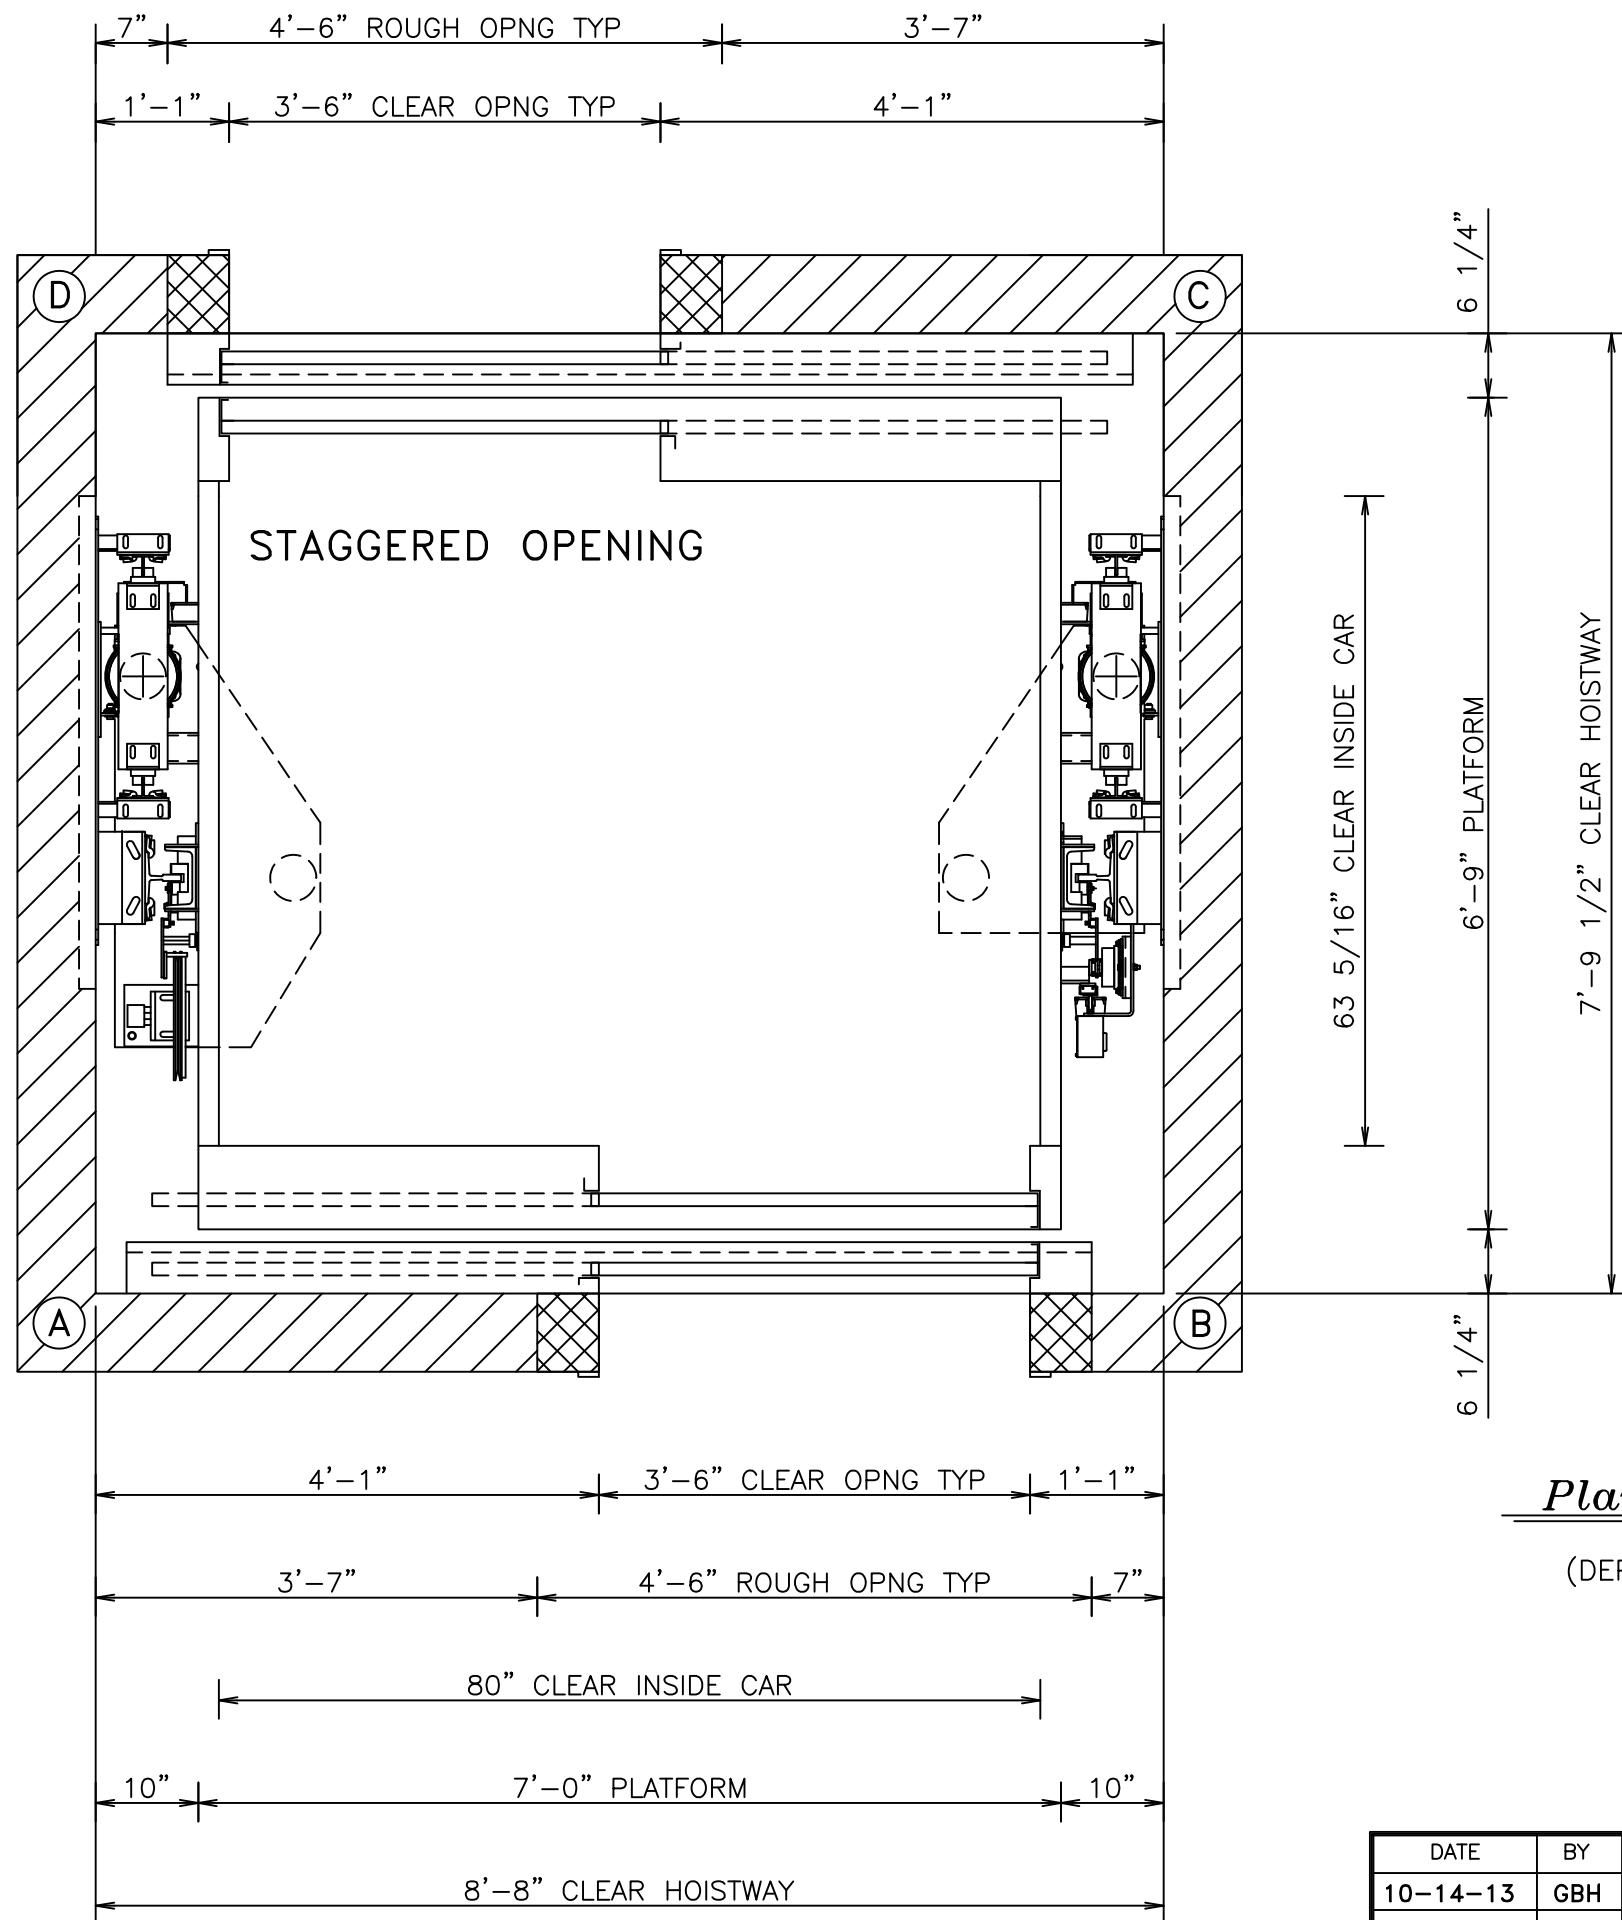 7” 4’-6” ROUGH OPNG TYP 3’-7”
1’-1” 3’-6” CLEAR OPNG TYP 4’-1”
6 1/4”
D C
STAGGERED OPENING
63 5/16” CLEAR INSIDE CAR
6’-9” PLATFORM
7’-9 1/2” CLEAR HOISTWAY
A B
6 1/4”
4’-1” 3’-6” CLEAR OPNG TYP 1’-1”
3’-7” 4’-6” ROUGH OPNG TYP 7”
80” CLEAR INSIDE CAR
10” 7’-0” PLATFORM 10”
8’-8” CLEAR HOISTWAY
DATE BY
10-14-13 GBH